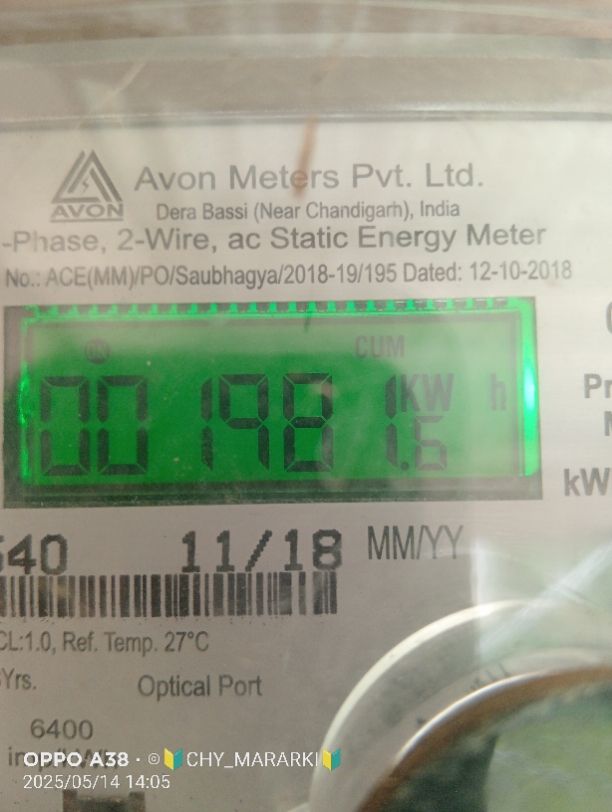 AVON
Avon Meters Pvt. Ltd.
Dera Bassi (Near Chandigarh), India
-Phase, 2-Wire, ac Static Energy Meter
No.: ACE(MM)/PO/Saubhagya/2018-19/195 Dated: 12-10-2018
CUM
001981.6 KW h
Pr
kW
540 11/18 MM/YY
CL:1.0, Ref. Temp. 27°C
Yrs.
Optical Port
6400
OPPO A38 · ©🔰CHY_MARARKI🔰
2025/05/14 14:05